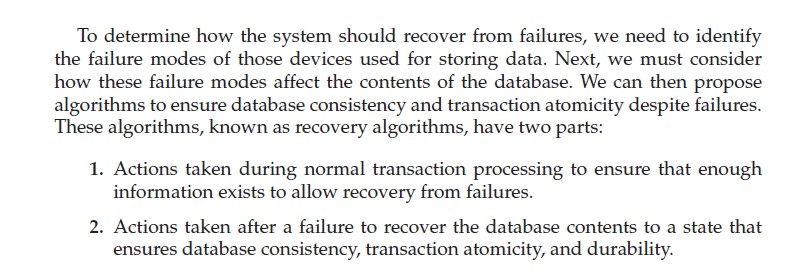 To determine how the system should recover from failures, we need to identify
the failure modes of those devices used for storing data. Next, we must consider
how these failure modes affect the contents of the database. We can then propose
algorithms to ensure database consistency and transaction atomicity despite failures.
These algorithms, known as recovery algorithms, have two parts:
1. Actions taken during normal transaction processing to ensure that enough
information exists to allow recovery from failures.
2. Actions taken after a failure to recover the database contents to a state that
ensures database consistency, transaction atomicity, and durability.